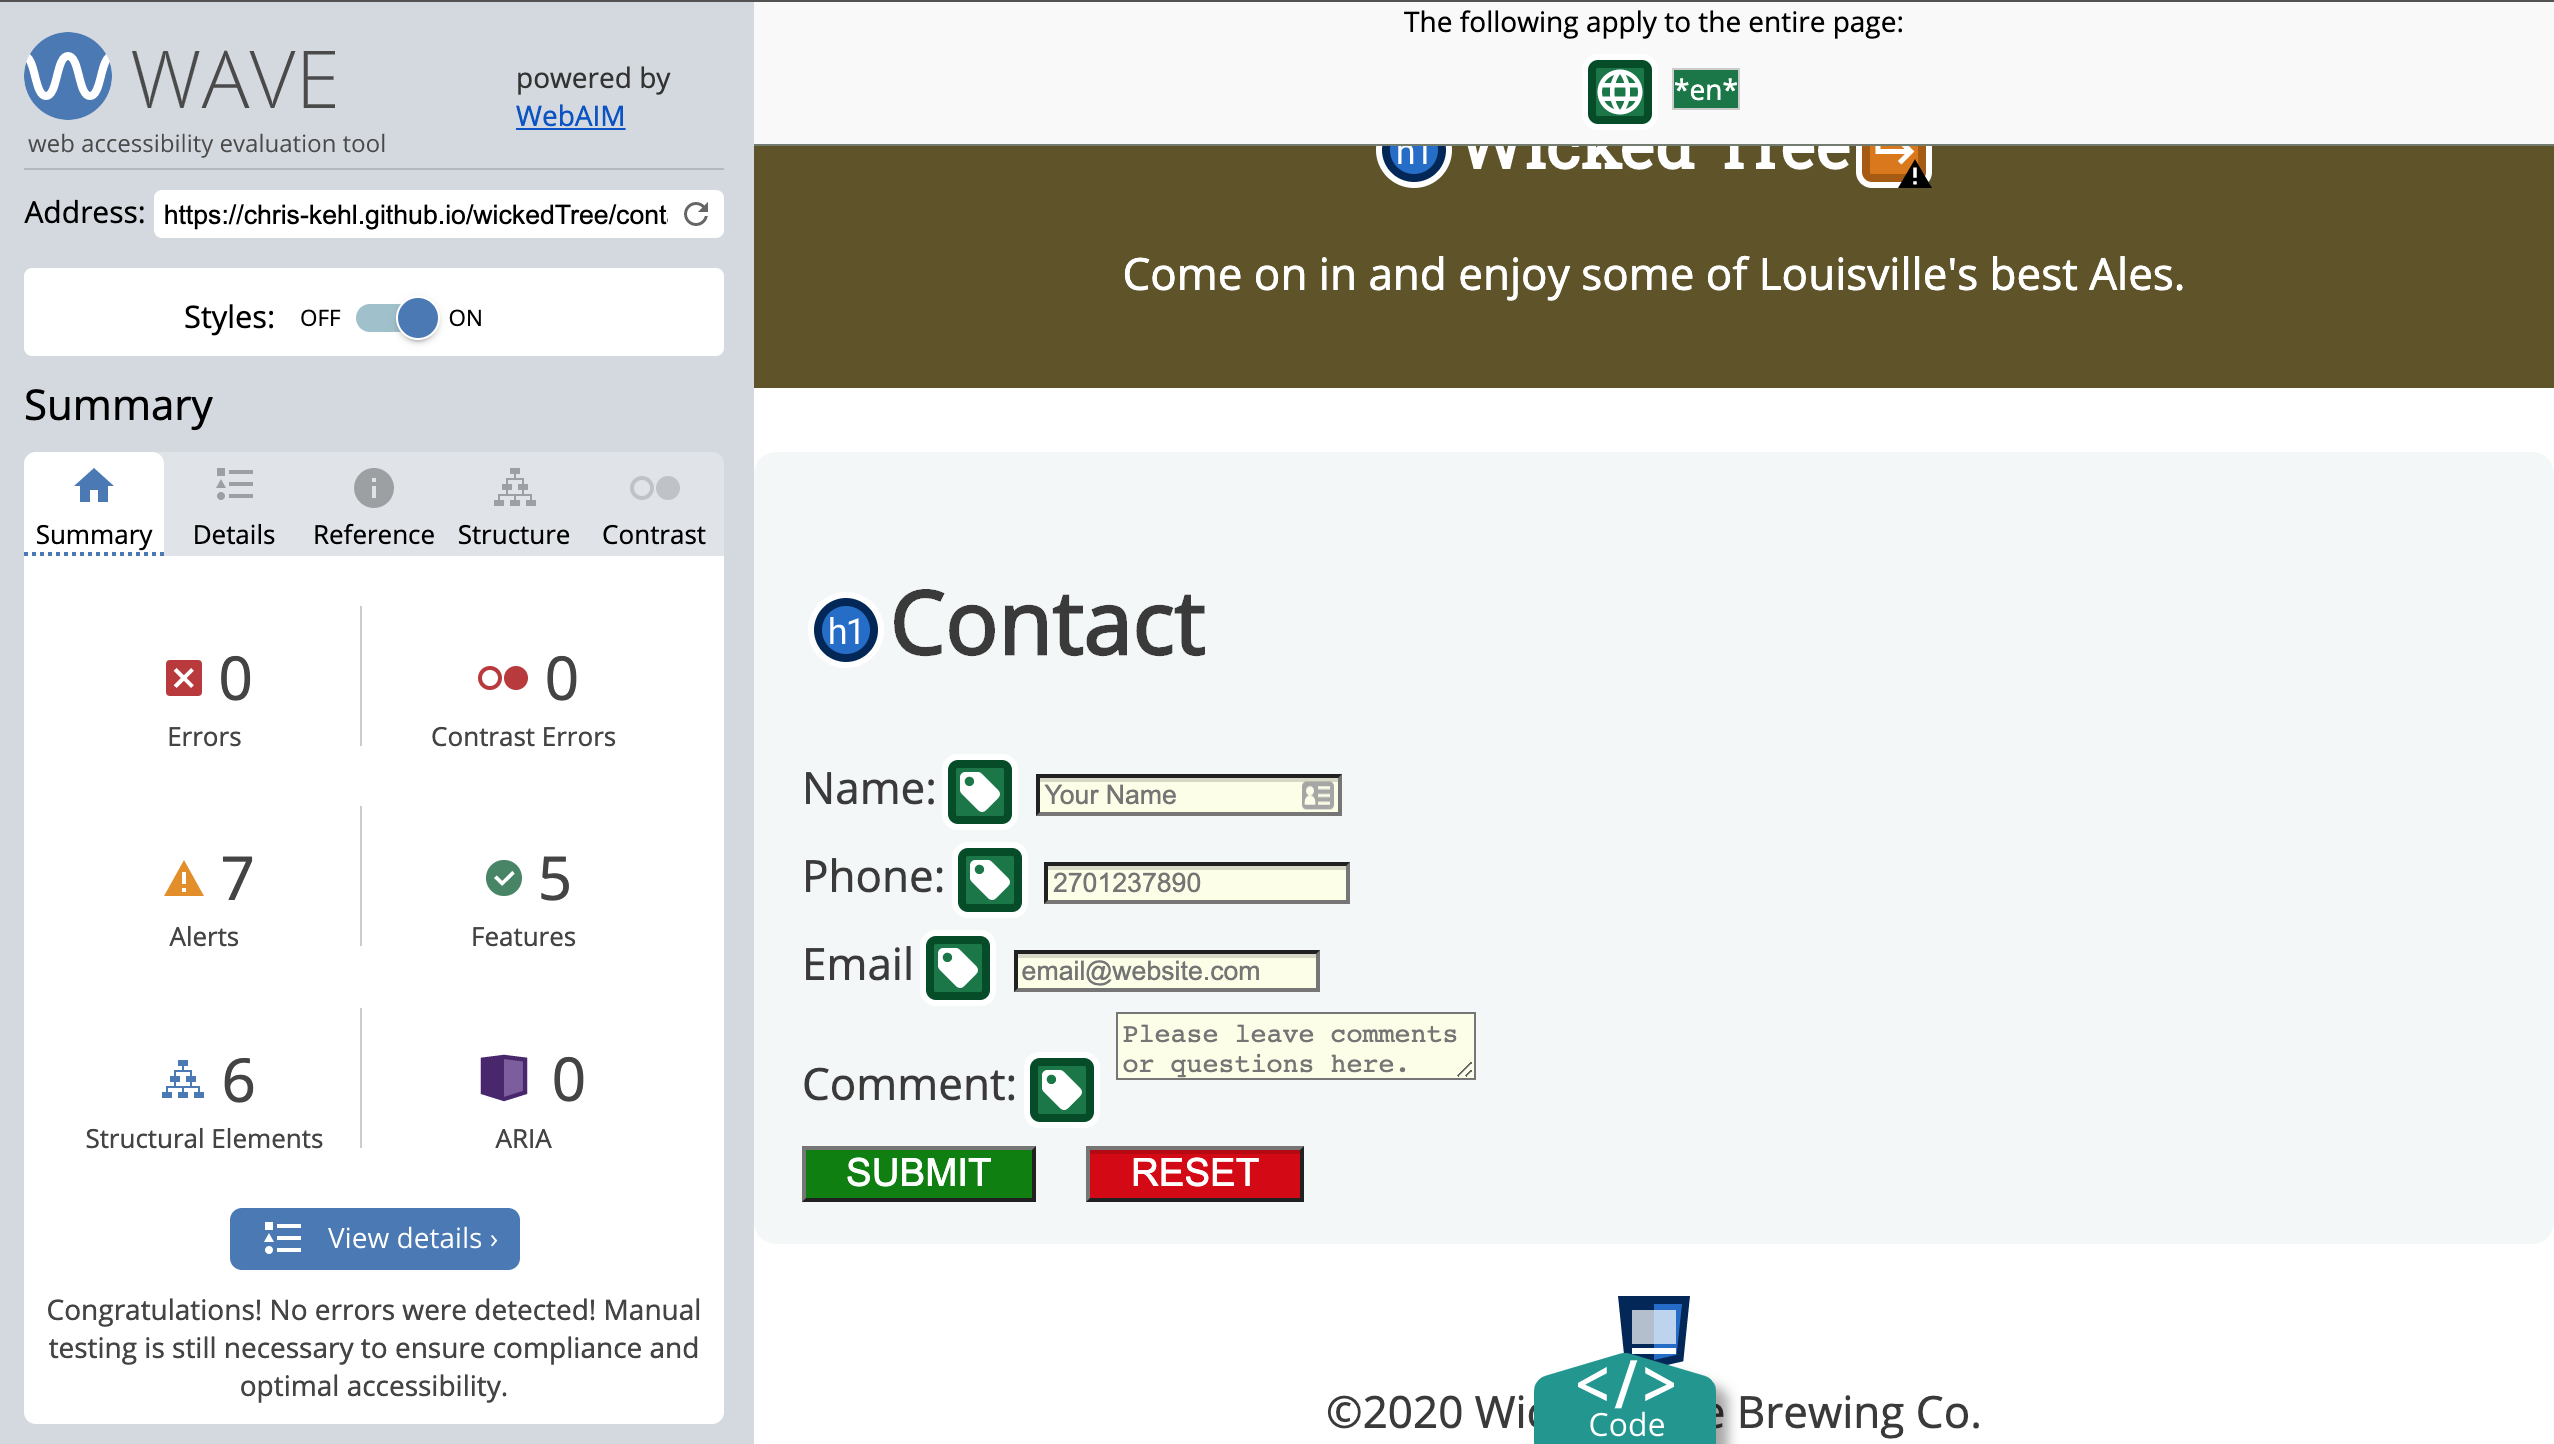 WAVE
powered by
WebAIM
web accessibility evaluation tool
Address: https://chris-kehl.github.io/wickedTree/cont
Styles: OFF ON
Summary
Summary Details Reference Structure Contrast
0 0
Errors Contrast Errors
7 5
Alerts Features
6 0
Structural Elements ARIA
View details ›
Congratulations! No errors were detected! Manual
testing is still necessary to ensure compliance and
optimal accessibility.
The following apply to the entire page:
*en*
h1 Wicked Tree
Come on in and enjoy some of Louisville's best Ales.
h1 Contact
Name: Your Name
Phone: 2701237890
Email email@website.com
Comment: Please leave comments
or questions here.
SUBMIT RESET
</> Code
©2020 Wic e Brewing Co.